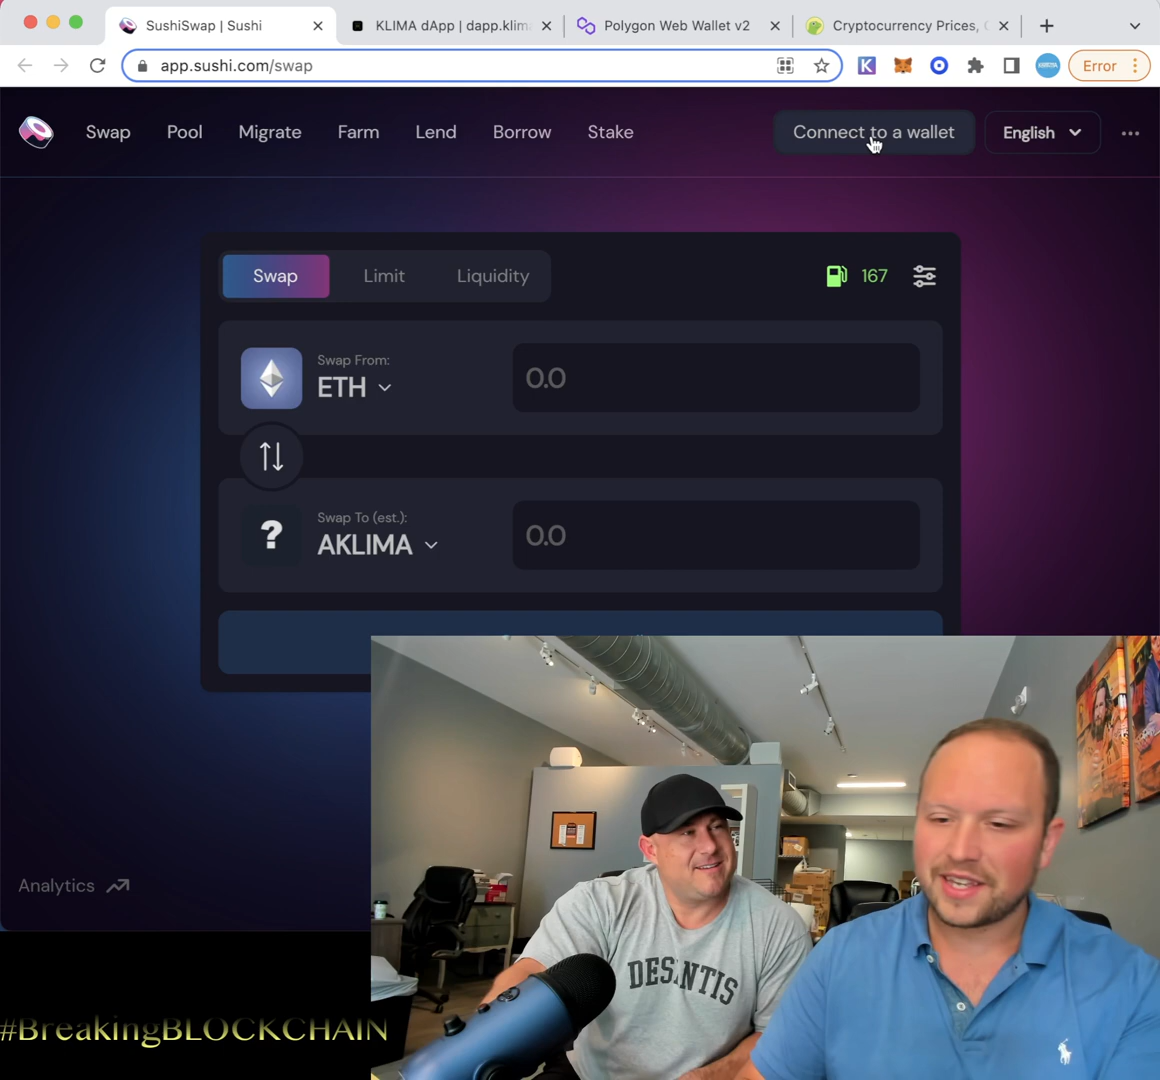 SushiSwap | Sushi
KLIMA dApp | dapp.klim
Polygon Web Wallet v2
Cryptocurrency Prices,
app.sushi.com/swap
K
Error
Swap
Pool
Migrate
Farm
Lend
Borrow
Stake
Connect to a wallet
English
Swap
Limit
Liquidity
167
Swap From:
ETH
0.0
?
Swap To (est.):
AKLIMA
0.0
Analytics
DESANTIS
#BreakingBLOCKCHAIN